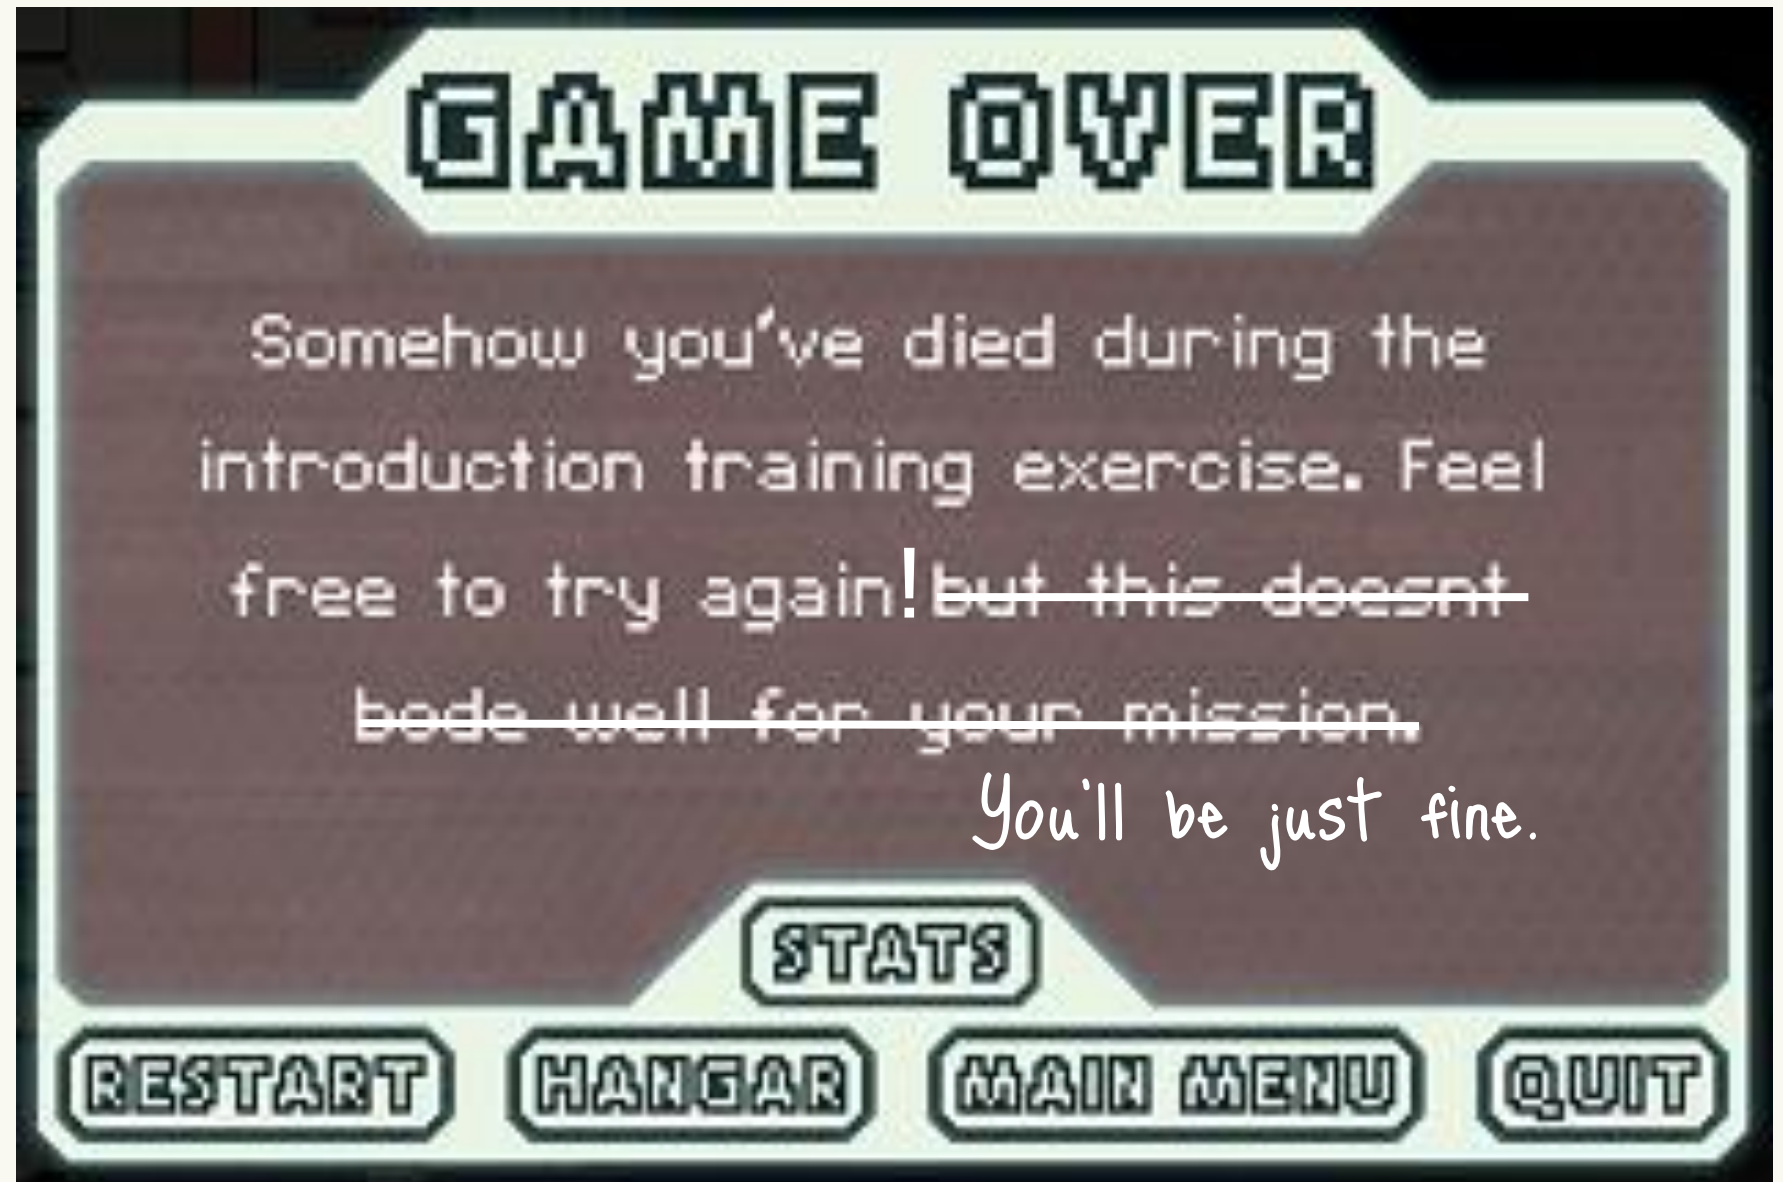 GAME OVER
Somehow you've died during the
introduction training exercise. Feel
free to try again! but this doesnt
bode well for your mission.
You'll be just fine.
STATS
RESTART HANGAR MAIN MENU QUIT